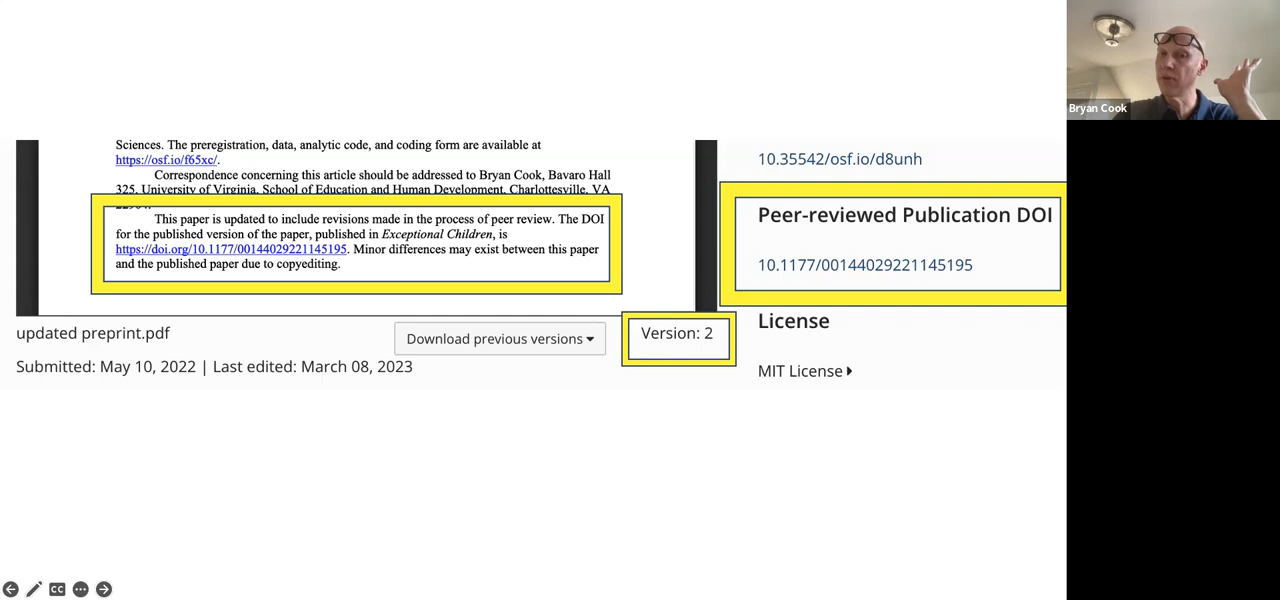 Sciences. The preregistration, data, analytic code, and coding form are available at
https://osf.io/f65xc/.
Correspondence concerning this article should be addressed to Bryan Cook, Bavaro Hall
325, University of Virginia, School of Education and Human Development, Charlottesville, VA
This paper is updated to include revisions made in the process of peer review. The DOI
for the published version of the paper, published in Exceptional Children, is
https://doi.org/10.1177/00144029221145195. Minor differences may exist between this paper
and the published paper due to copyediting.
updated preprint.pdf
Download previous versions
Version: 2
Submitted: May 10, 2022 | Last edited: March 08, 2023
10.35542/osf.io/d8unh
Peer-reviewed Publication DOI
10.1177/00144029221145195
License
MIT License
Bryan Cook
CC